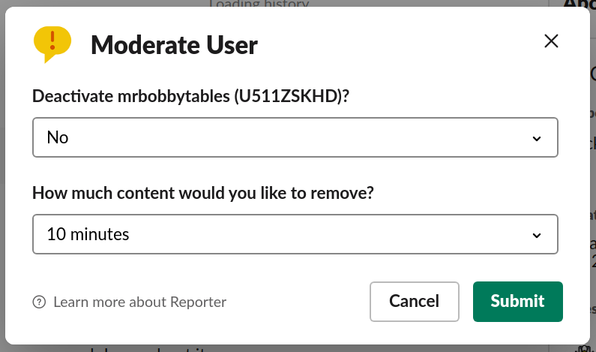 Loading history
Moderate User
Deactivate mrbobbytables (U511ZSKHD)?
No
How much content would you like to remove?
10 minutes
Learn more about Reporter
Cancel
Submit